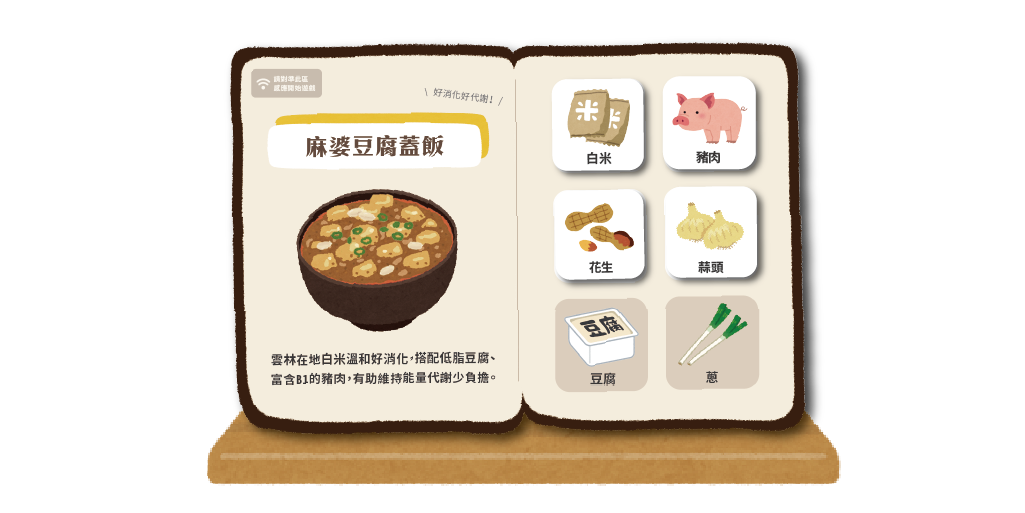 請對準此區
感應開始遊戲
\ 好消化好代謝! /
麻婆豆腐蓋飯
雲林在地白米溫和好消化,搭配低脂豆腐、
富含B1的豬肉,有助維持能量代謝少負擔。
米
米
白米
豬肉
花生
蒜頭
豆腐
豆腐
蔥